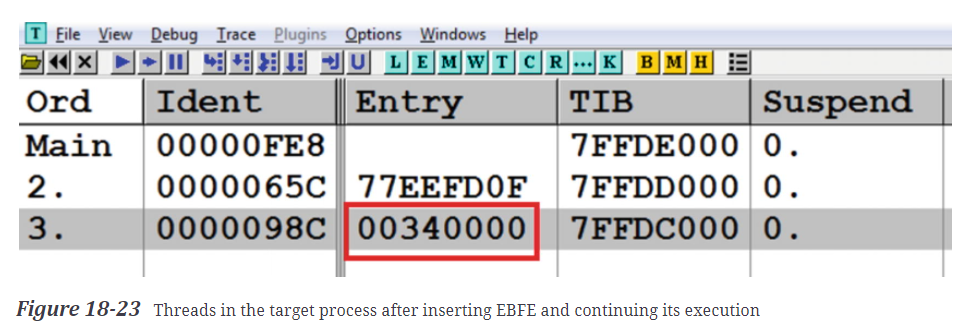 T File View Debug Trace Plugins Options Windows Help
L E M W T C R ... K B M H
Ord Ident Entry TIB Suspend
Main 00000FE8 7FFDE000 0.
2. 0000065C 77EEFD0F 7FFDD000 0.
3. 0000098C 00340000 7FFDC000 0.
Figure 18-23 Threads in the target process after inserting EBFE and continuing its execution